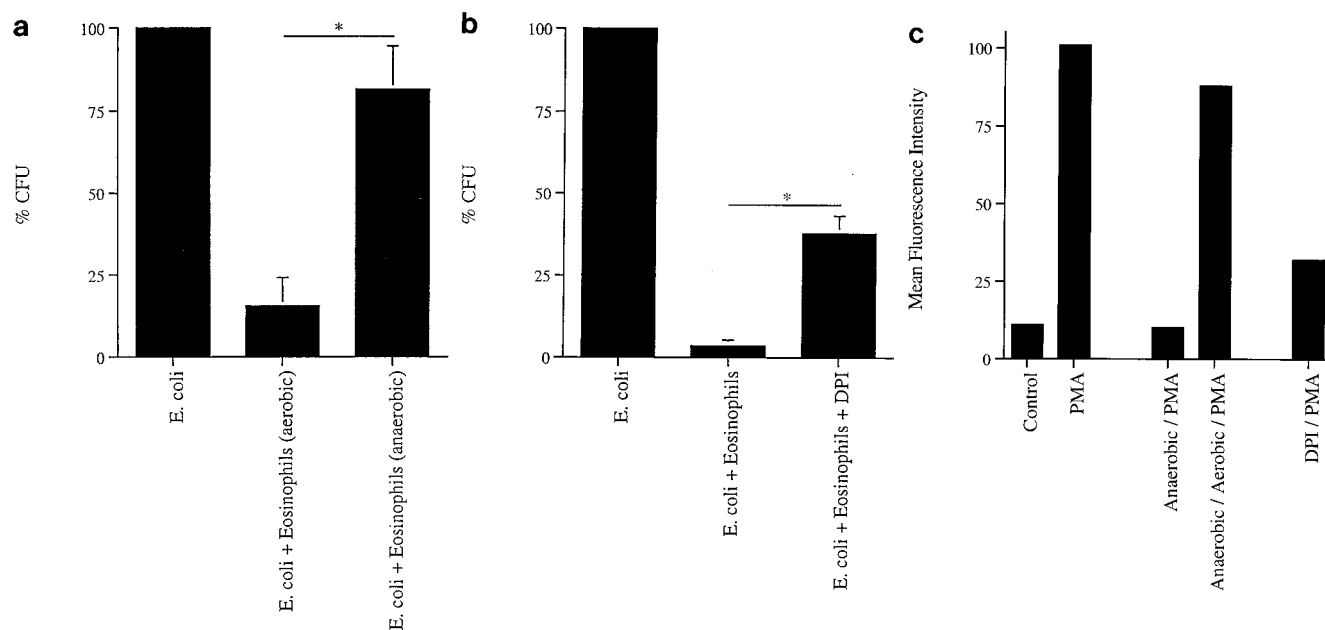 a
% CFU
100
75
50
25
0
*
E. coli
E. coli + Eosinophils (aerobic)
E. coli + Eosinophils (anaerobic)
b
% CFU
100
75
50
25
0
*
E. coli
E. coli + Eosinophils
E. coli + Eosinophils + DPI
c
Mean Fluorescence Intensity
100
75
50
25
0
Control
PMA
Anaerobic / PMA
Anaerobic / Aerobic / PMA
DPI / PMA